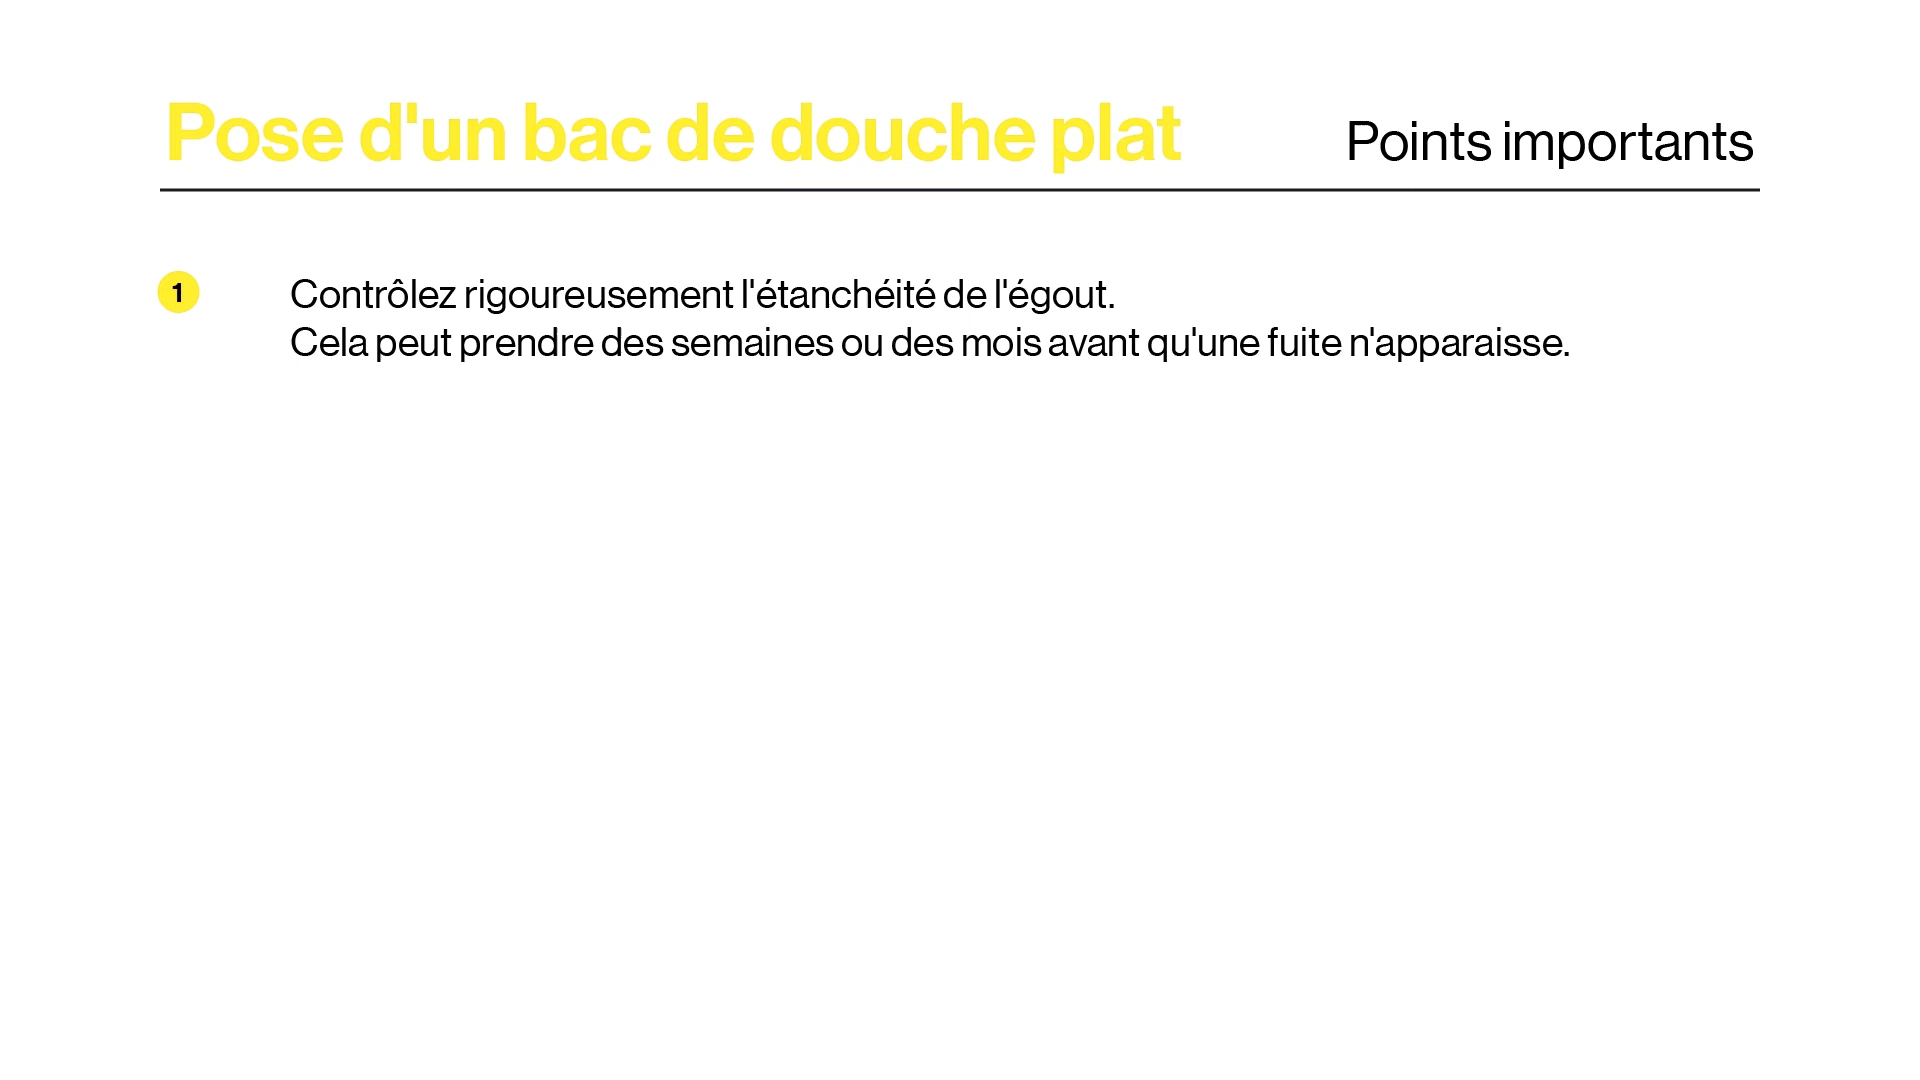 Pose d'un bac de douche plat
Points importants
1
Contrôlez rigoureusement l'étanchéité de l'égout.
Cela peut prendre des semaines ou des mois avant qu'une fuite n'apparaisse.